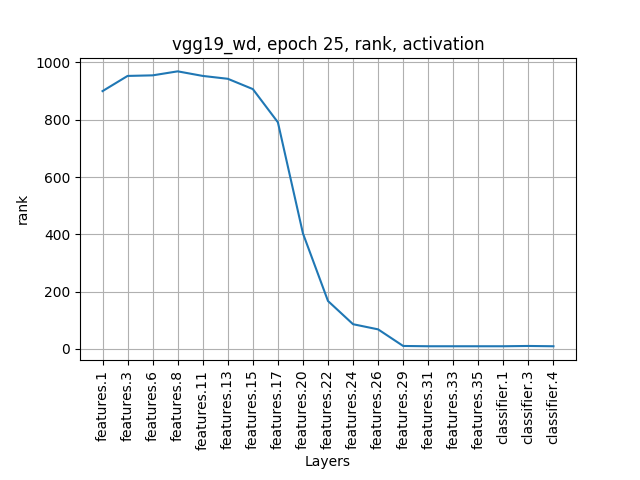 vgg19_wd, epoch 25, rank, activation
1000
800
600
400
200
0
rank
features.1
features.3
features.6
features.8
features.11
features.13
features.15
features.17
features.20
features.22
features.24
features.26
features.29
features.31
features.33
features.35
classifier.1
classifier.3
classifier.4
Layers